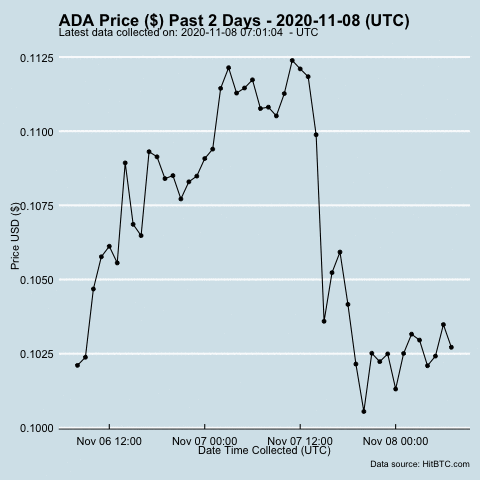 ADA Price ($) Past 2 Days - 2020-11-08 (UTC)
Latest data collected on: 2020-11-08 07:01:04 - UTC
0.1125
0.1100
0.1075
Price USD ($)
0.1050
0.1025
0.1000
Nov 06 12:00 Nov 07 00:00 Nov 07 12:00 Nov 08 00:00
Date Time Collected (UTC)
Data source: HitBTC.com